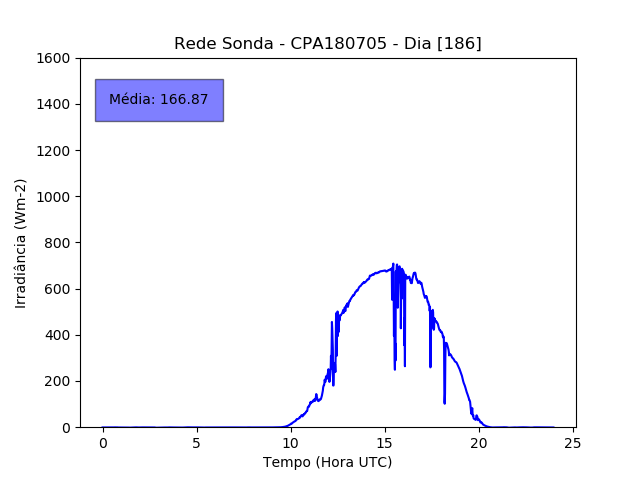 Rede Sonda - CPA180705 - Dia [186]
1600
1400
1200
1000
800
600
400
200
0
Média: 166.87
Irradiância (Wm-2)
0 5 10 15 20 25
Tempo (Hora UTC)